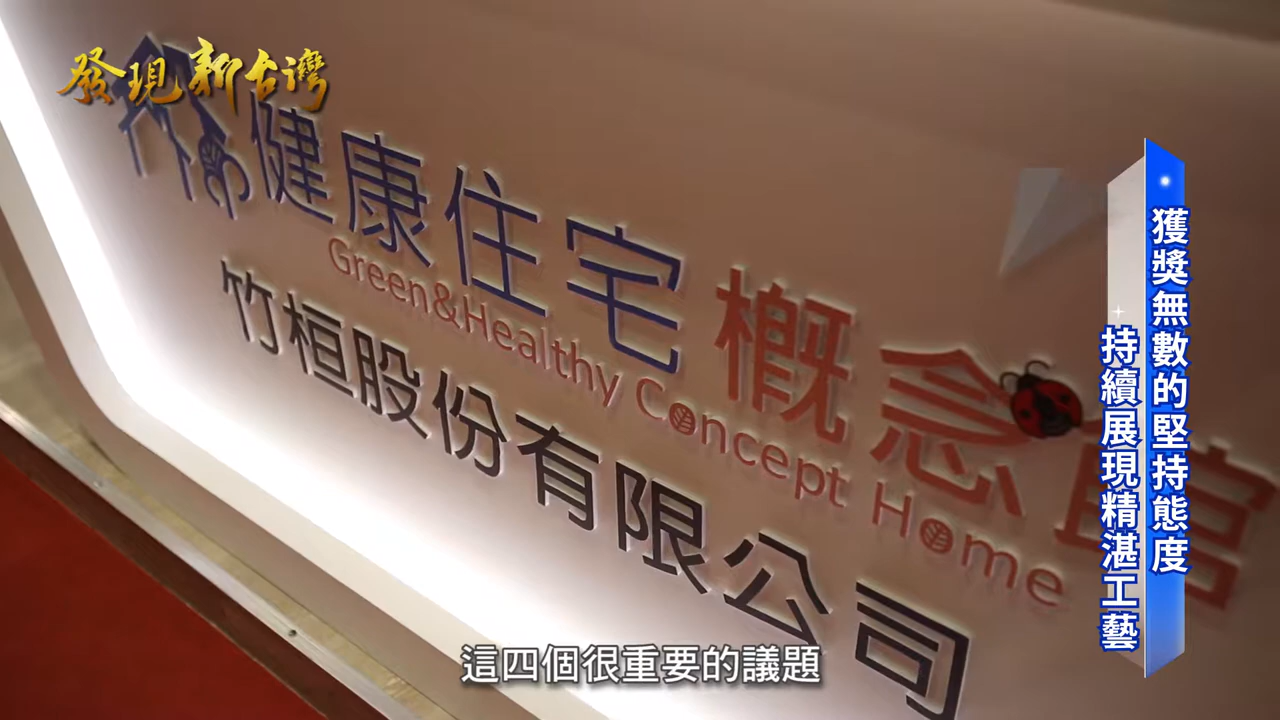 發現新台灣
健康住宅概念館
Green&Healthy Concept Home
竹桓股份有限公司
獲獎無數的堅持態度
持續展現精湛工藝
這四個很重要的議題